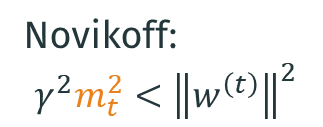 Novikoff:
γ²m_t² < ‖w^(t)‖²